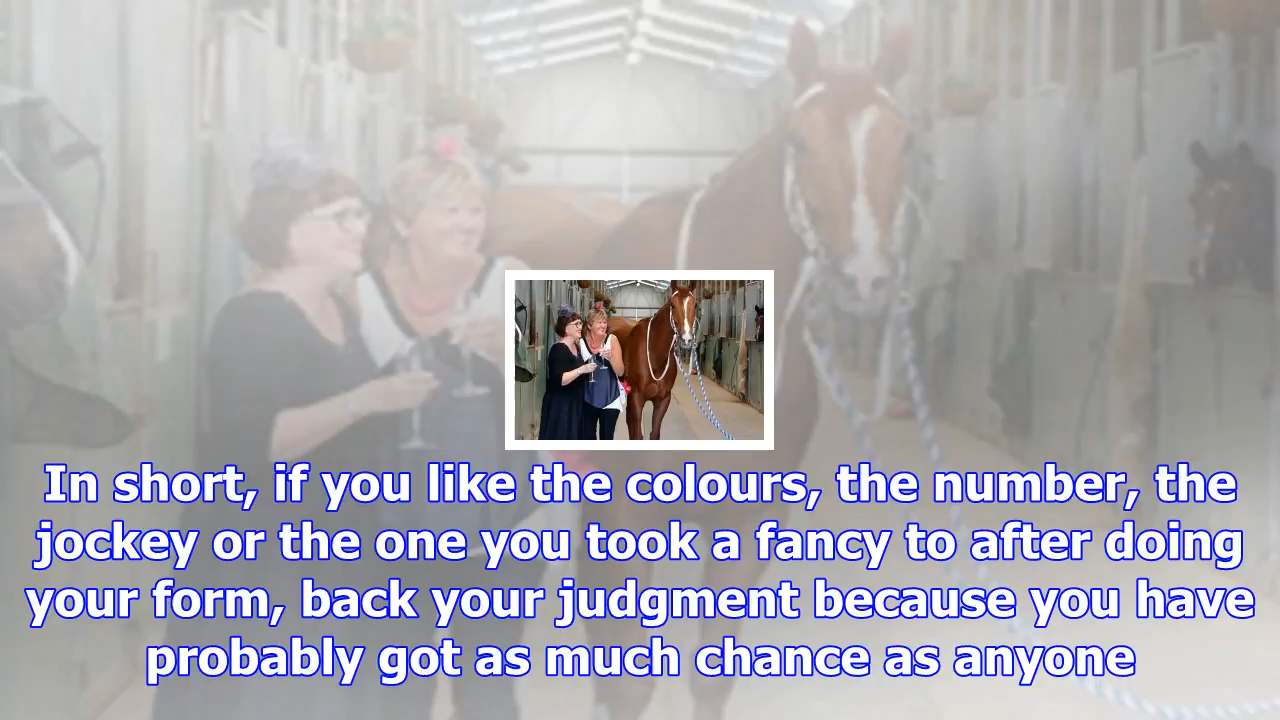 In short, if you like the colours, the number, the
jockey or the one you took a fancy to after doing
your form, back your judgment because you have
probably got as much chance as anyone